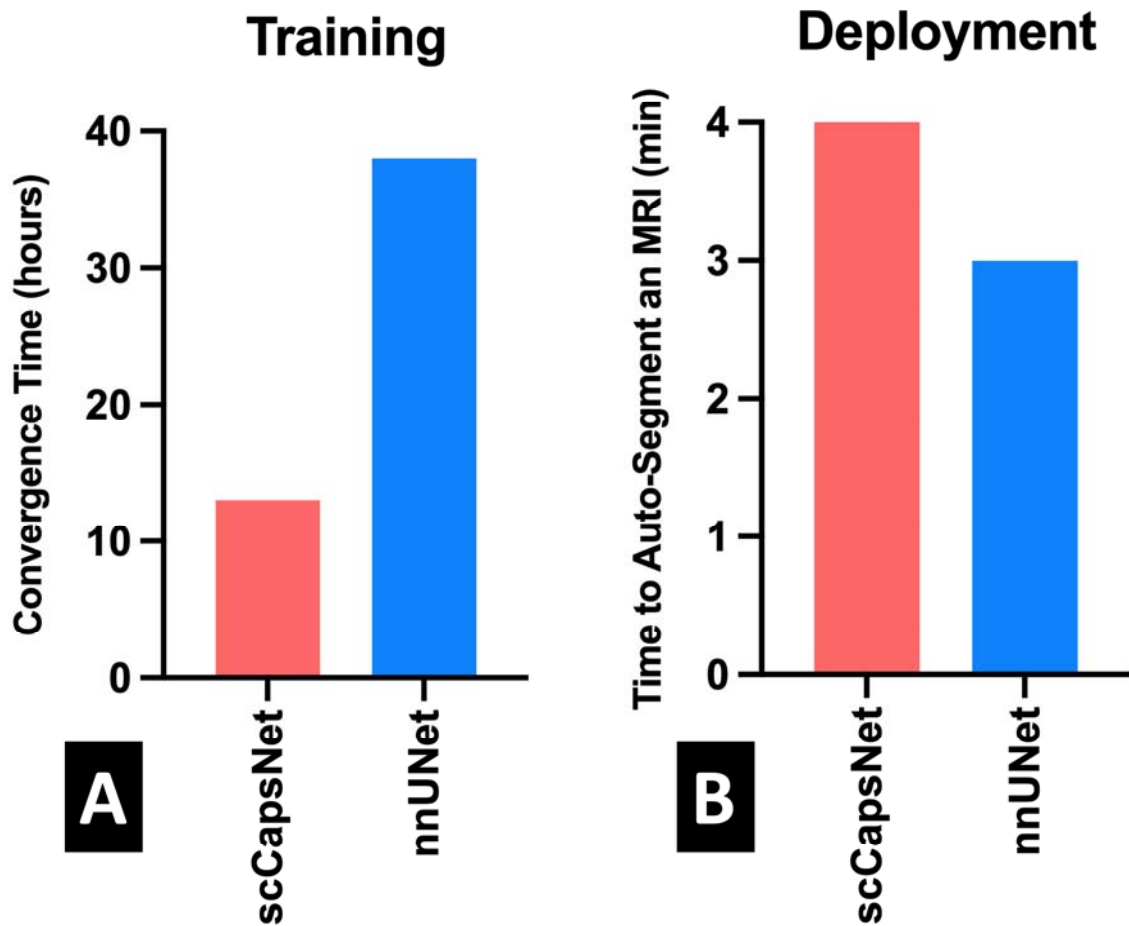 Training
Convergence Time (hours)
40
30
20
10
0
scCapsNet
nnUNet
A
Deployment
Time to Auto-Segment an MRI (min)
4
3
2
1
0
scCapsNet
nnUNet
B